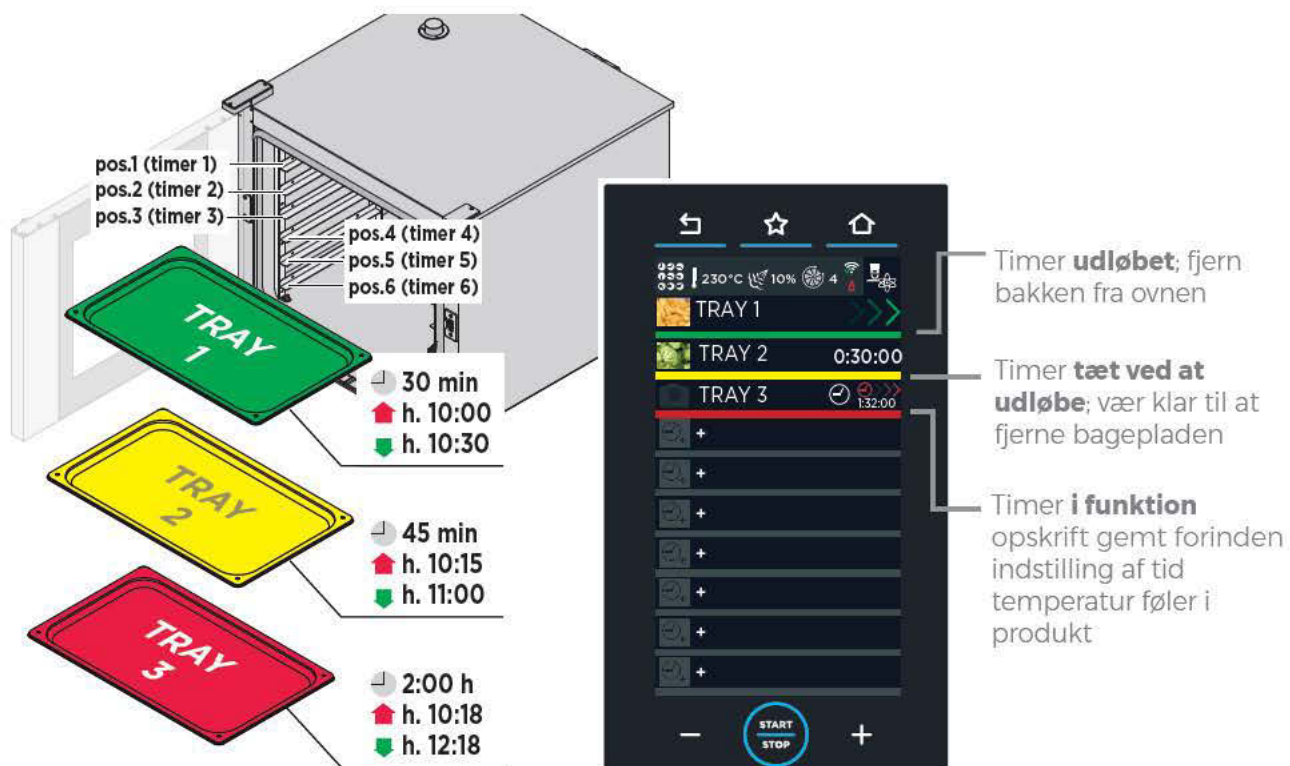 pos.1 (timer 1)
pos.2 (timer 2)
pos.3 (timer 3)
pos.4 (timer 4)
pos.5 (timer 5)
pos.6 (timer 6)
TRAY
1
30 min
h. 10:00
h. 10:30
TRAY
2
45 min
h. 10:15
h. 11:00
TRAY
3
2:00 h
h. 10:18
h. 12:18
230°C 10% 4
TRAY 1
TRAY 2 0:30:00
TRAY 3 1:32:00
+
+
+
+
+
+
+
START
STOP
− +
Timer udløbet; fjern
bakken fra ovnen
Timer tæt ved at
udløbe; vær klar til at
fjerne bagepladen
Timer i funktion
opskrift gemt forinden
indstilling af tid
temperatur føler i
produkt